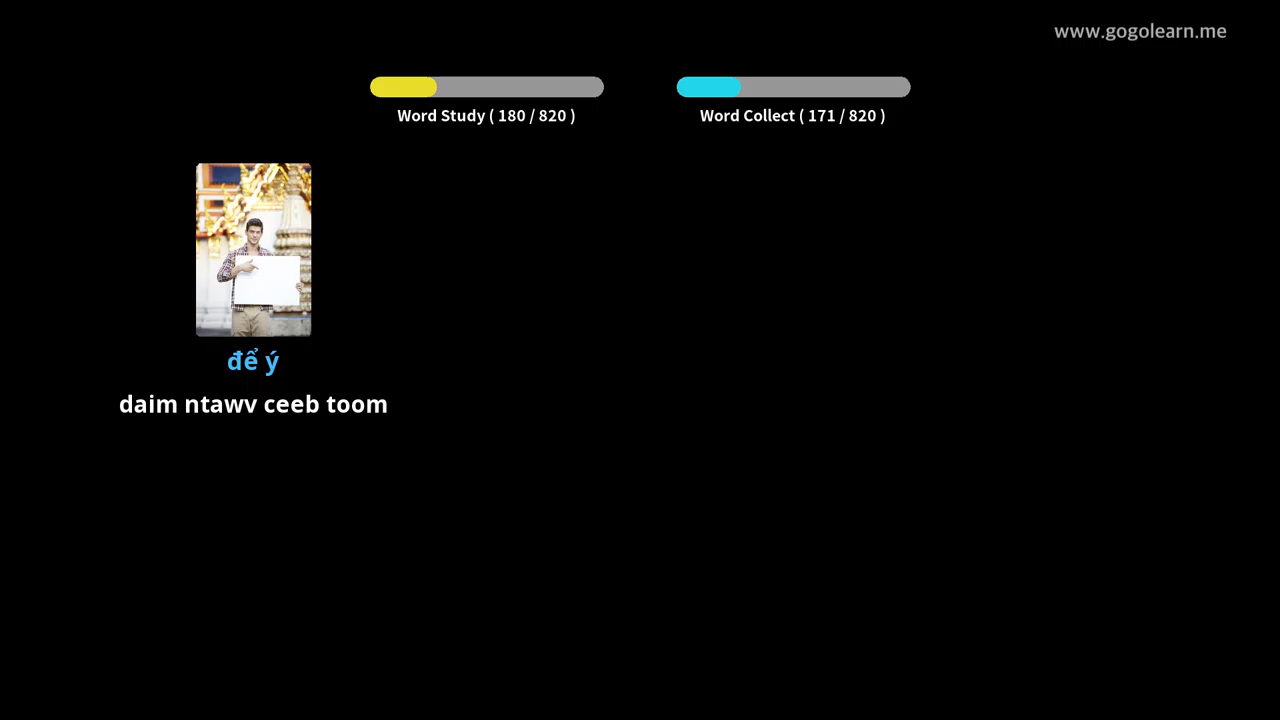 www.gogolearn.me
Word Study ( 180 / 820 )
Word Collect ( 171 / 820 )
để ý
daim ntawv ceeb toom